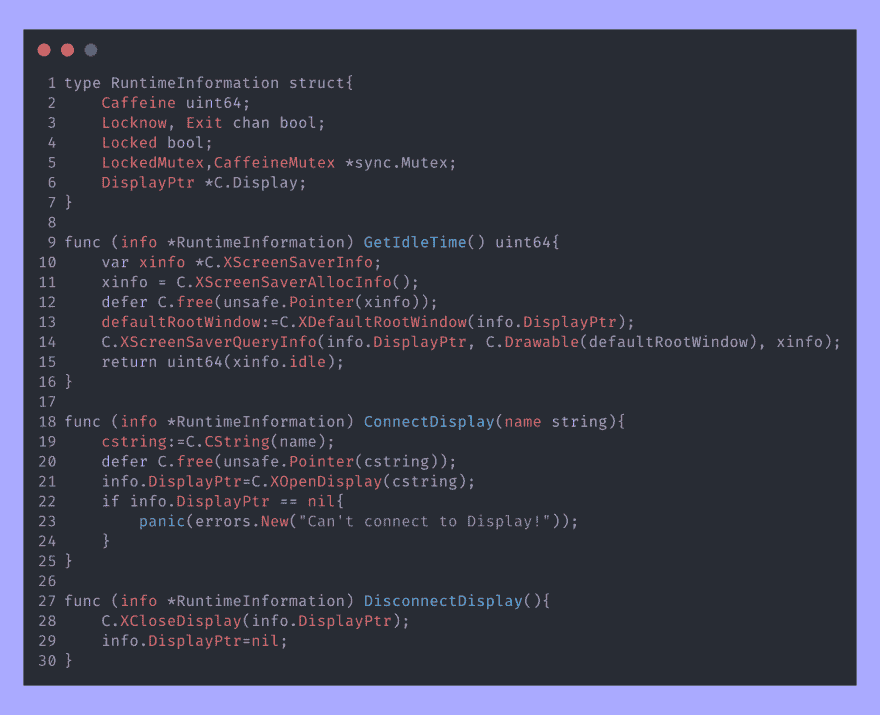 1 type RuntimeInformation struct{
2     Caffeine uint64;
3     Locknow, Exit chan bool;
4     Locked bool;
5     LockedMutex,CaffeineMutex *sync.Mutex;
6     DisplayPtr *C.Display;
7 }
8
9 func (info *RuntimeInformation) GetIdleTime() uint64{
10     var xinfo *C.XScreenSaverInfo;
11     xinfo = C.XScreenSaverAllocInfo();
12     defer C.free(unsafe.Pointer(xinfo));
13     defaultRootWindow:=C.XDefaultRootWindow(info.DisplayPtr);
14     C.XScreenSaverQueryInfo(info.DisplayPtr, C.Drawable(defaultRootWindow), xinfo);
15     return uint64(xinfo.idle);
16 }
17
18 func (info *RuntimeInformation) ConnectDisplay(name string){
19     cstring:=C.CString(name);
20     defer C.free(unsafe.Pointer(cstring));
21     info.DisplayPtr=C.XOpenDisplay(cstring);
22     if info.DisplayPtr == nil{
23         panic(errors.New("Can't connect to Display!"));
24     }
25 }
26
27 func (info *RuntimeInformation) DisconnectDisplay(){
28     C.XCloseDisplay(info.DisplayPtr);
29     info.DisplayPtr=nil;
30 }